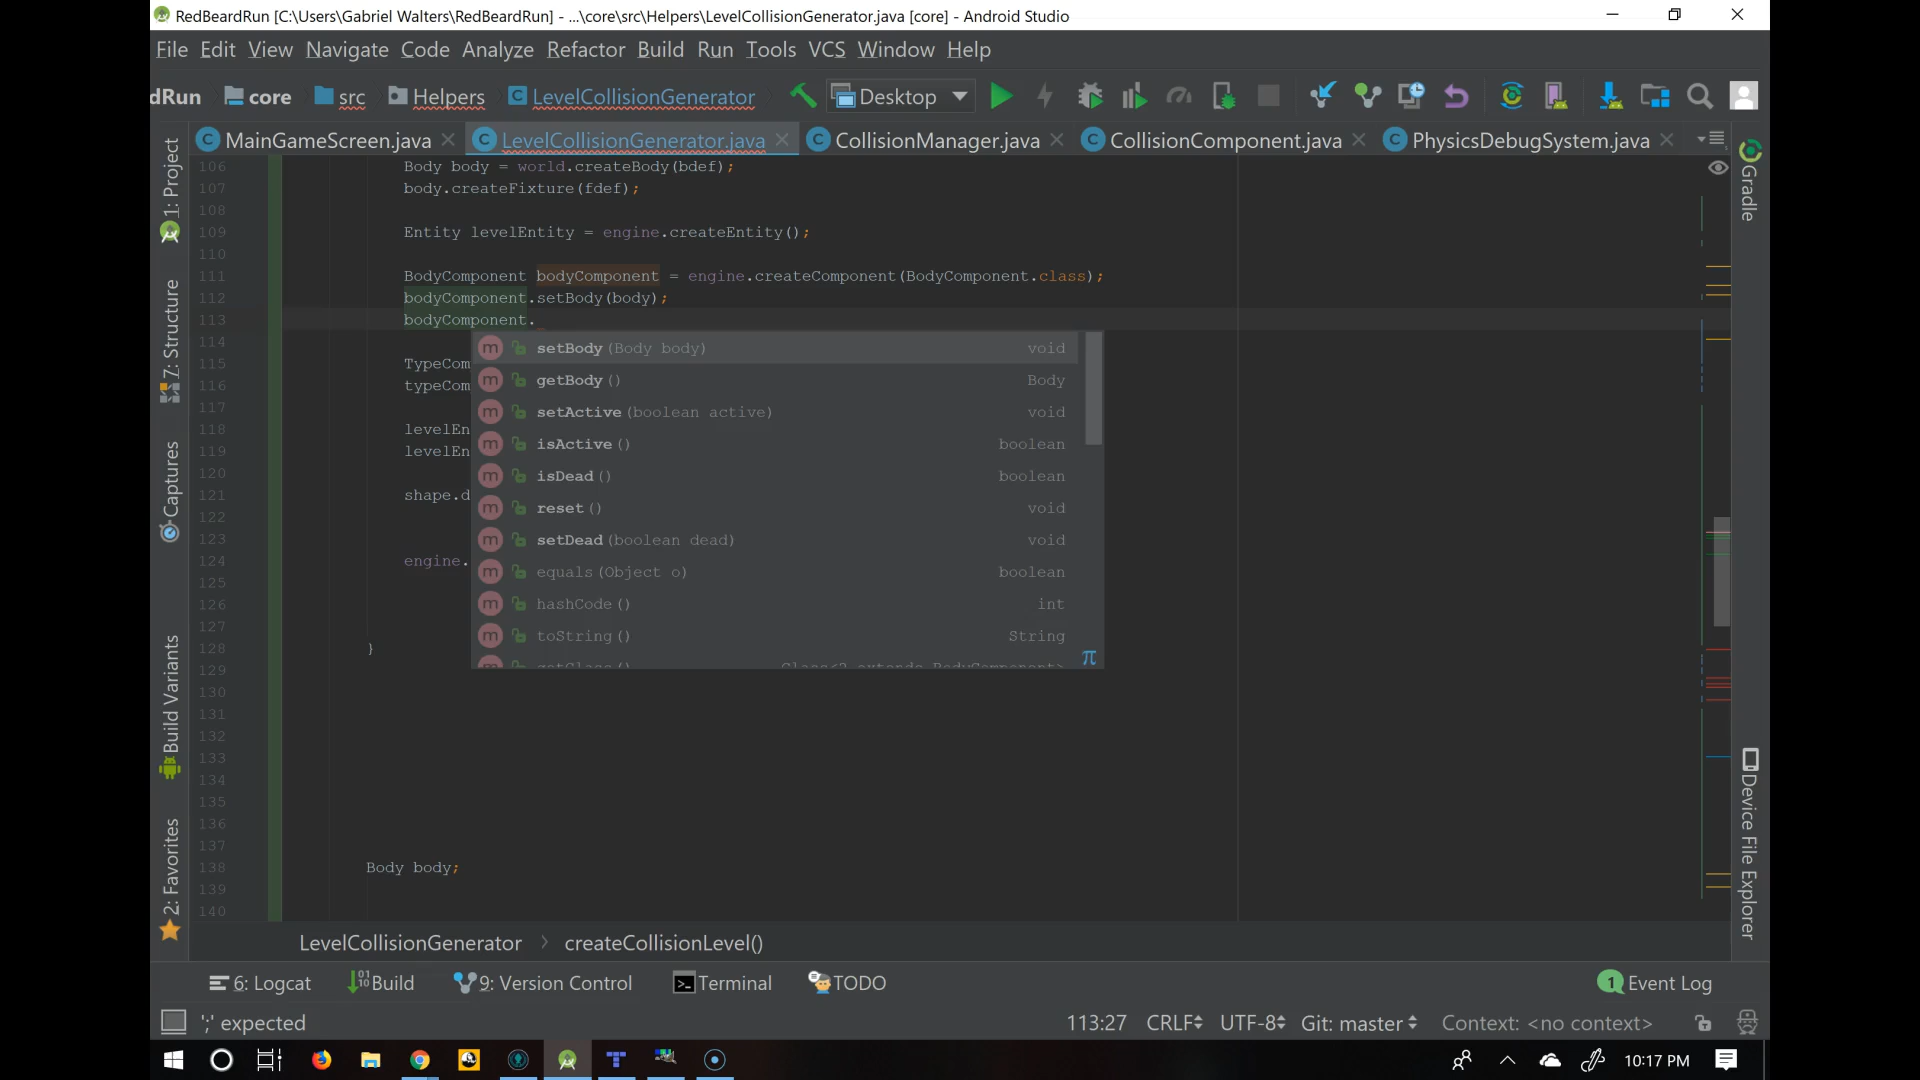 RedBeardRun [C:\Users\Gabriel Walters\RedBeardRun] - ...\core\src\Helpers\LevelCollisionGenerator.java [core] - Android Studio
File Edit View Navigate Code Analyze Refactor Build Run Tools VCS Window Help
dRun core src Helpers LevelCollisionGenerator Desktop
MainGameScreen.java LevelCollisionGenerator.java CollisionManager.java CollisionComponent.java PhysicsDebugSystem.java
1: Project
7: Structure
Captures
Build Variants
2: Favorites
106 Body body = world.createBody(bdef);
107 body.createFixture(fdef);
108
109 Entity levelEntity = engine.createEntity();
110
111 BodyComponent bodyComponent = engine.createComponent(BodyComponent.class);
112 bodyComponent.setBody(body);
113 bodyComponent.
114
115 TypeCom
116 typeCom
117
118 levelEn
119 levelEn
120
121 shape.d
122
123
124 engine.
125
126
127
128 }
129
130
131
132
133
134
135
136
137
138 Body body;
139
140
setBody(Body body) void
getBody() Body
setActive(boolean active) void
isActive() boolean
isDead() boolean
reset() void
setDead(boolean dead) void
equals(Object o) boolean
hashCode() int
toString() String
getClass() Class<? extends BodyComponent>
π
Gradle
Device File Explorer
LevelCollisionGenerator createCollisionLevel()
6: Logcat Build 9: Version Control Terminal TODO 1 Event Log
';' expected 113:27 CRLF UTF-8 Git: master Context: <no context>
10:17 PM